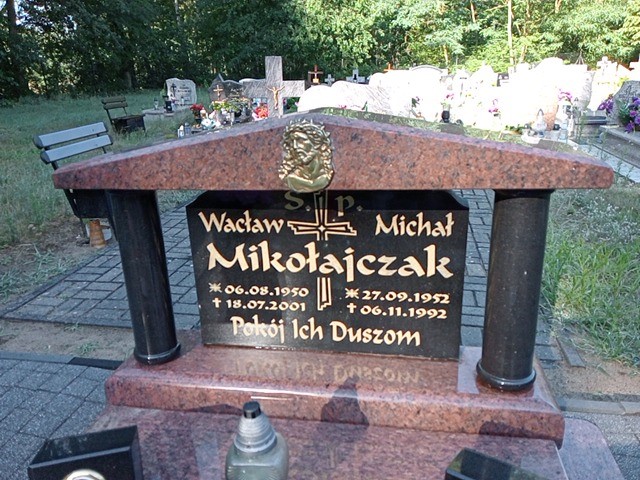 Ś. P.
Wacław Michał
Mikołajczak
* 06.08.1950 * 27.09.1952
† 18.07.2001 † 06.11.1992
Pokój Ich Duszom